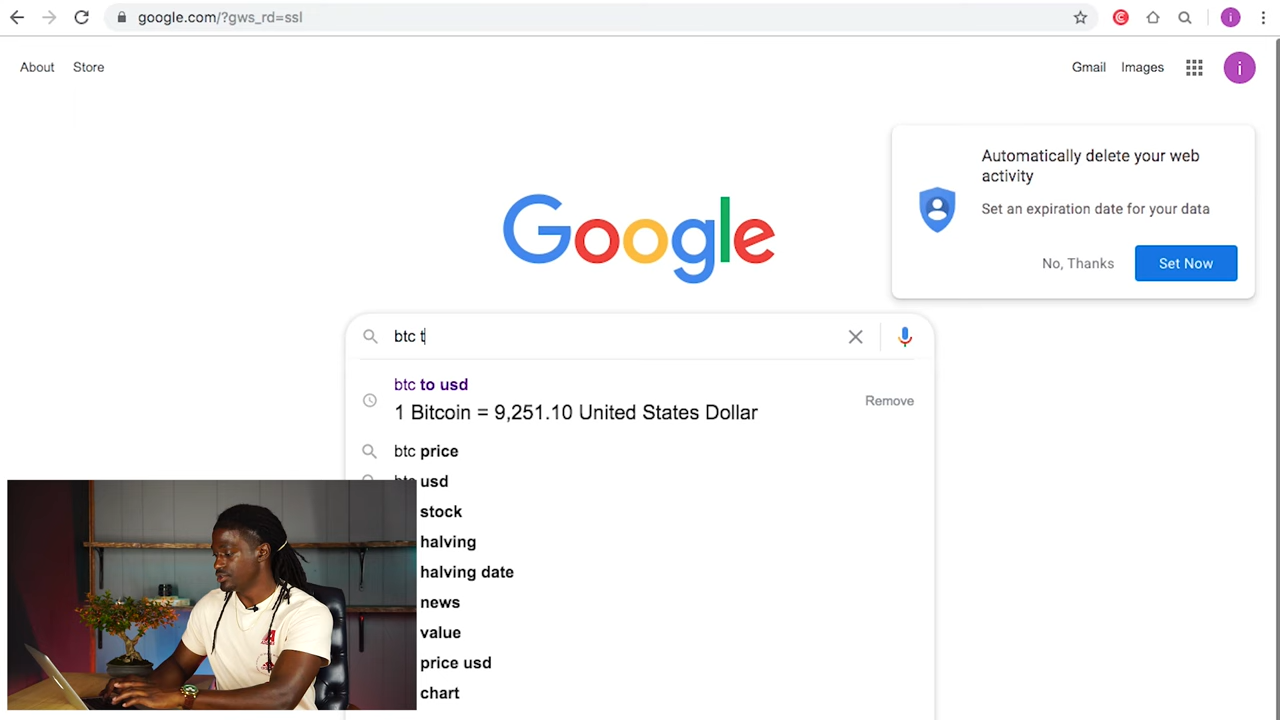 google.com/?gws_rd=ssl
i
About
Store
Gmail
Images
i
Automatically delete your web
activity
Set an expiration date for your data
No, Thanks
Set Now
Google
btc t
btc to usd
1 Bitcoin = 9,251.10 United States Dollar
Remove
btc price
btc usd
stock
halving
halving date
news
value
price usd
chart